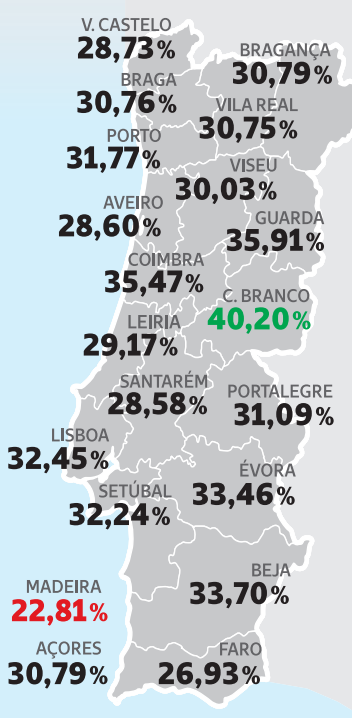 V. CASTELO
28,73%
BRAGANÇA
30,79%
BRAGA
30,76%
VILA REAL
30,75%
PORTO
31,77%
VISEU
30,03%
AVEIRO
28,60%
GUARDA
35,91%
COIMBRA
35,47%
C. BRANCO
40,20%
LEIRIA
29,17%
SANTARÉM
28,58%
PORTALEGRE
31,09%
LISBOA
32,45%
ÉVORA
33,46%
SETÚBAL
32,24%
BEJA
33,70%
MADEIRA
22,81%
AÇORES
30,79%
FARO
26,93%